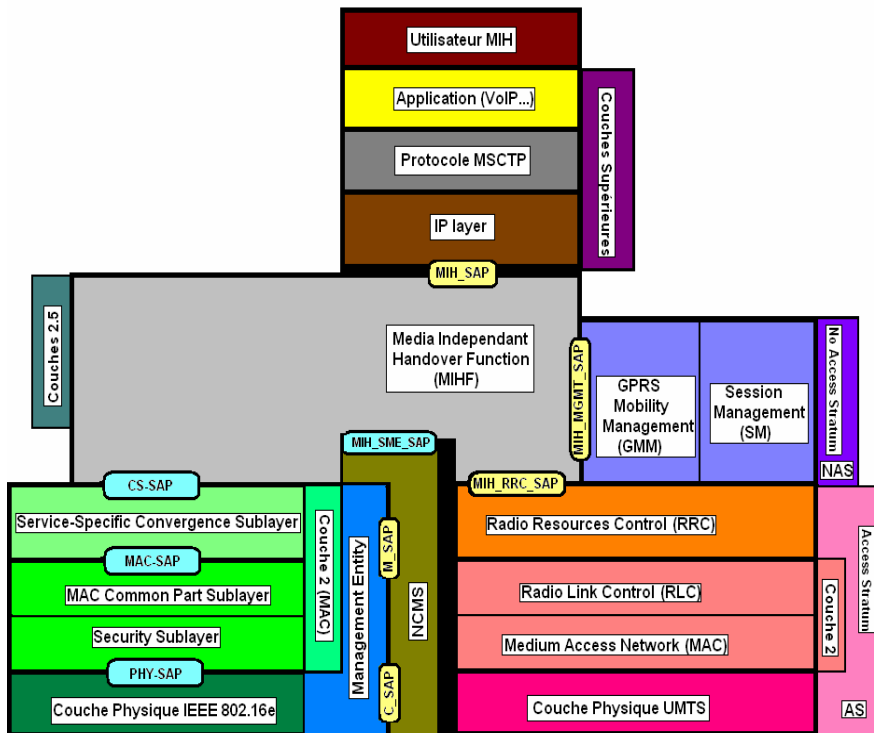 Utilisateur MIH
Application (VoIP...)
Protocole MSCTP
IP layer
Couches Supérieures
MIH_SAP
Couches 2.5
Media Independant
Handover Function
(MIHF)
MIH_MGMT_SAP
GPRS
Mobility
Management
(GMM)
Session
Management
(SM)
No Access Stratum
NAS
MIH_SME_SAP
CS-SAP
MIH_RRC_SAP
Service-Specific Convergence Sublayer
MAC-SAP
MAC Common Part Sublayer
Security Sublayer
PHY-SAP
Couche Physique IEEE 802.16e
Couche 2 (MAC)
Management Entity
M_SAP
C_SAP
NCMS
Radio Resources Control (RRC)
Radio Link Control (RLC)
Medium Access Network (MAC)
Couche Physique UMTS
Couche 2
Access Stratum
AS